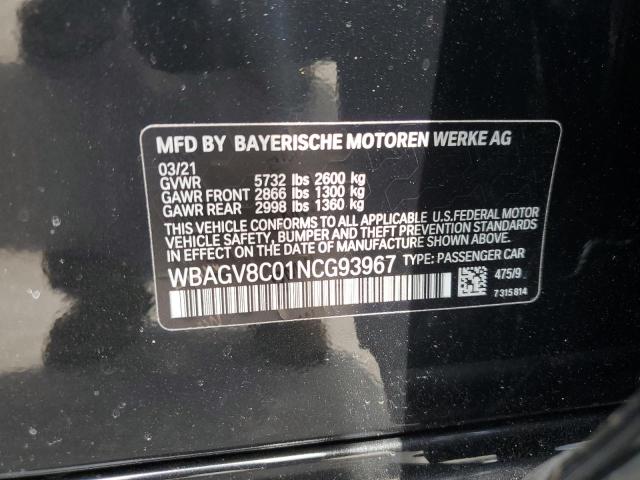 MFD BY BAYERISCHE MOTOREN WERKE AG
03/21
GVWR 5732 lbs 2600 kg
GAWR FRONT 2866 lbs 1300 kg
GAWR REAR 2998 lbs 1360 kg
THIS VEHICLE CONFORMS TO ALL APPLICABLE U.S.FEDERAL MOTOR
VEHICLE SAFETY, BUMPER AND THEFT PREVENTION STANDARDS
IN EFFECT ON THE DATE OF MANUFACTURE SHOWN ABOVE.
WBAGV8C01NCG93967 TYPE: PASSENGER CAR
475/9
7 315 814